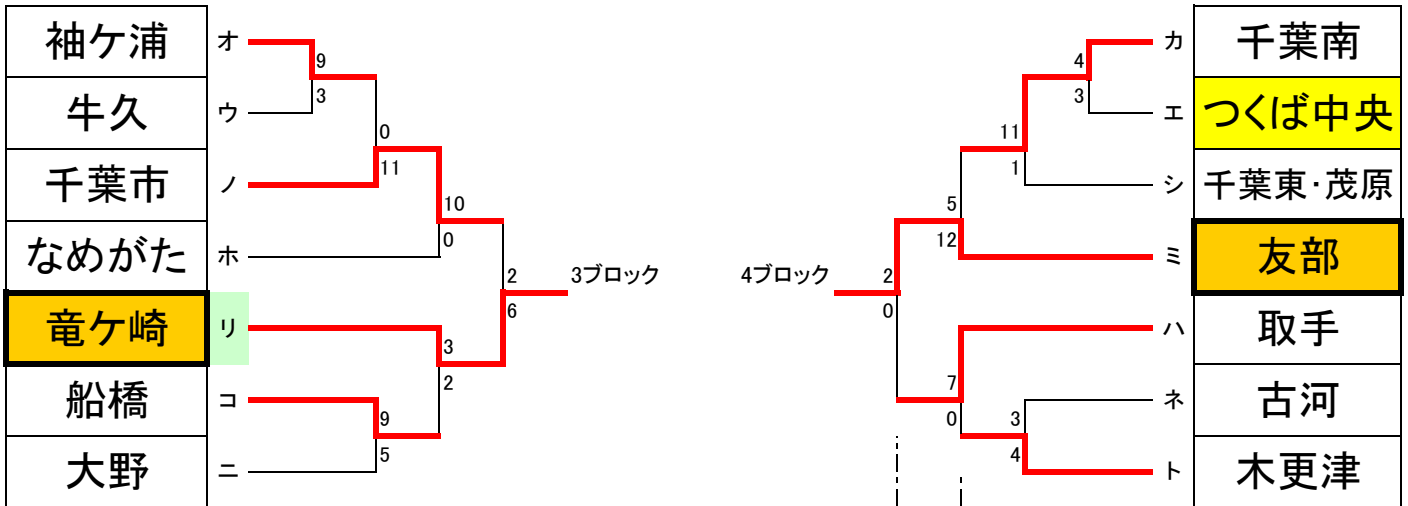 袖ケ浦 オ
9
牛久 ウ
3
0
千葉市 ノ
11
10
なめがた ホ
0
2
3ブロック
竜ケ崎 リ
6
3
2
船橋 コ
9
大野 ニ
5
カ 千葉南
4
エ つくば中央
3
11
シ 千葉東・茂原
1
5
ミ 友部
12
4ブロック
2
0
ハ 取手
7
ネ 古河
0
3
ト 木更津
4